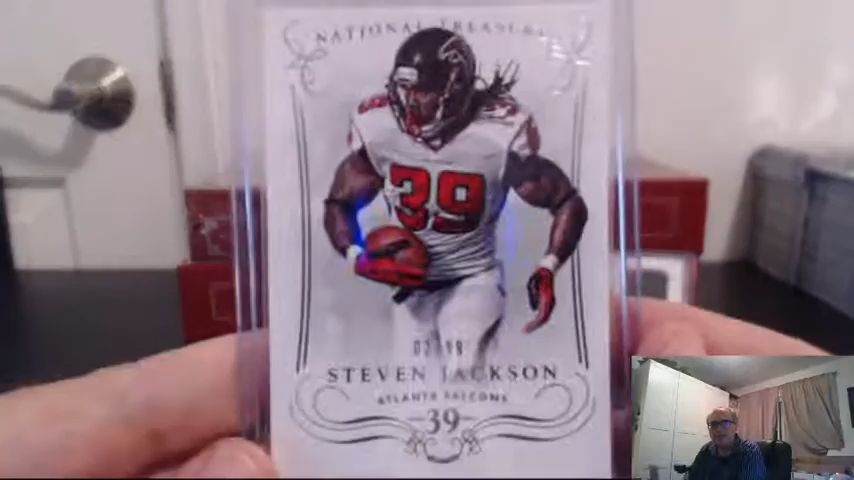 NATIONAL TREASURES
39
STEVEN JACKSON
ATLANTA FALCONS
39